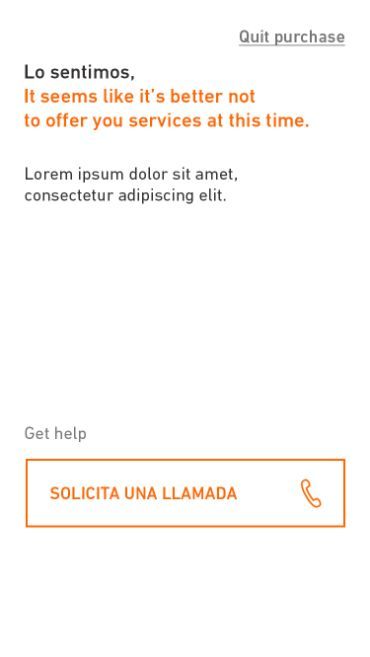 Quit purchase
Lo sentimos,
It seems like it's better not
to offer you services at this time.
Lorem ipsum dolor sit amet,
consectetur adipiscing elit.
Get help
SOLICITA UNA LLAMADA